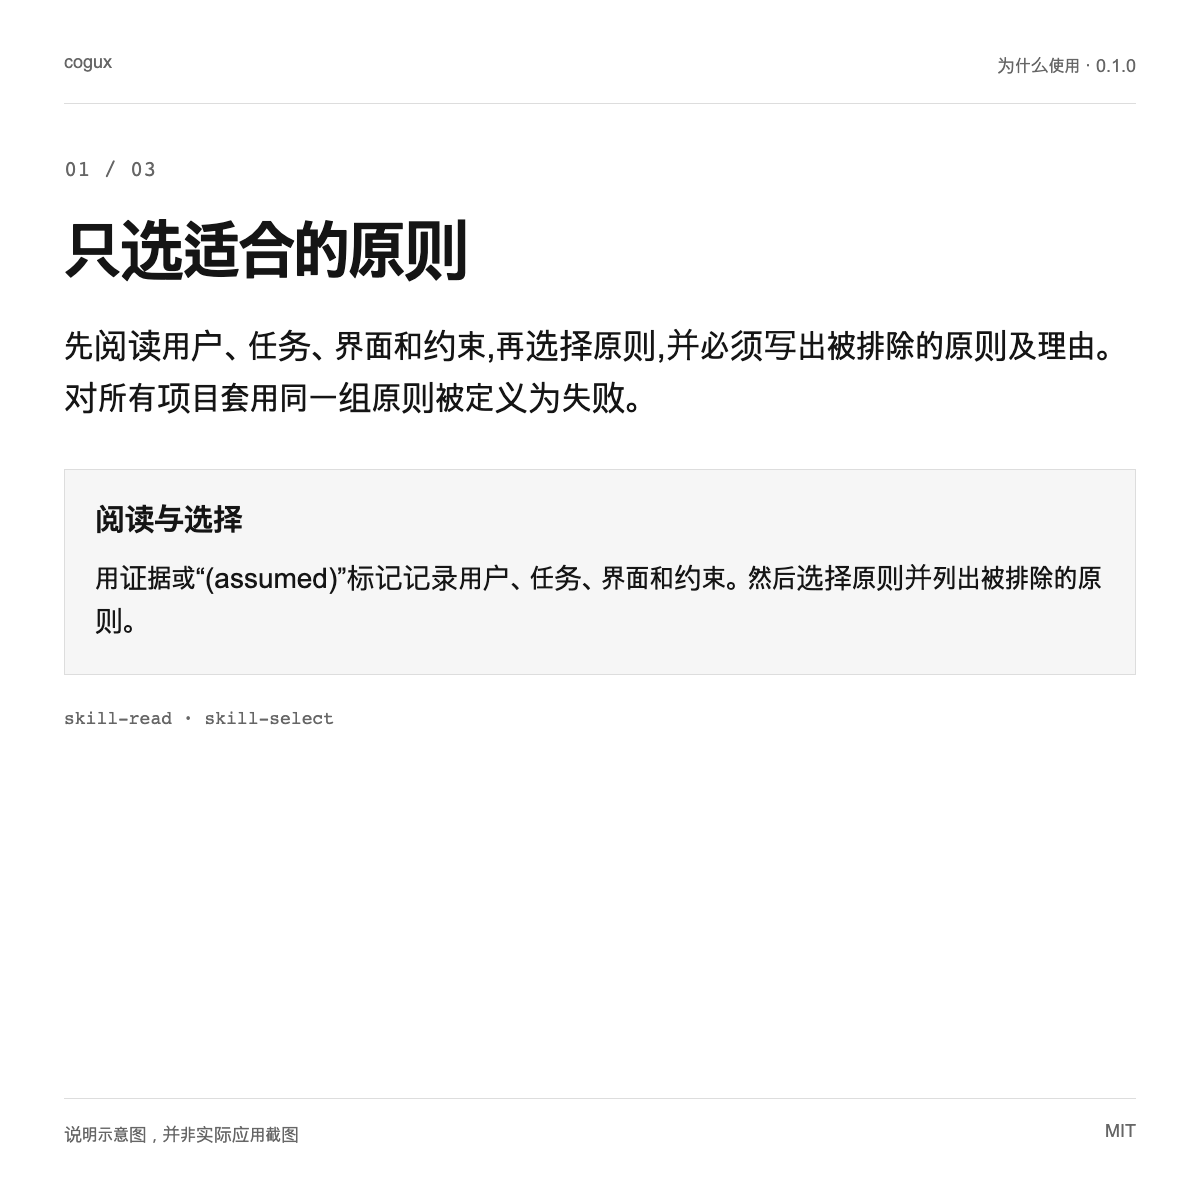 cogux
为什么使用 · 0.1.0
01 / 03
只选适合的原则
先阅读用户、任务、界面和约束,再选择原则,并必须写出被排除的原则及理由。
对所有项目套用同一组原则被定义为失败。
阅读与选择
用证据或“(assumed)”标记记录用户、任务、界面和约束。然后选择原则并列出被排除的原
则。
skill-read · skill-select
说明示意图，并非实际应用截图
MIT